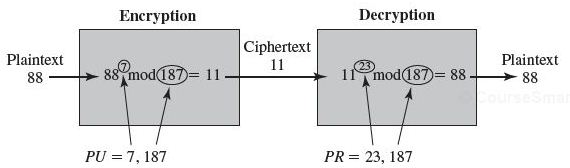 Encryption
Decryption
Plaintext
88
88^7 mod 187 = 11
Ciphertext
11
11^23 mod 187 = 88
Plaintext
88
PU = 7, 187
PR = 23, 187
CourseSmar